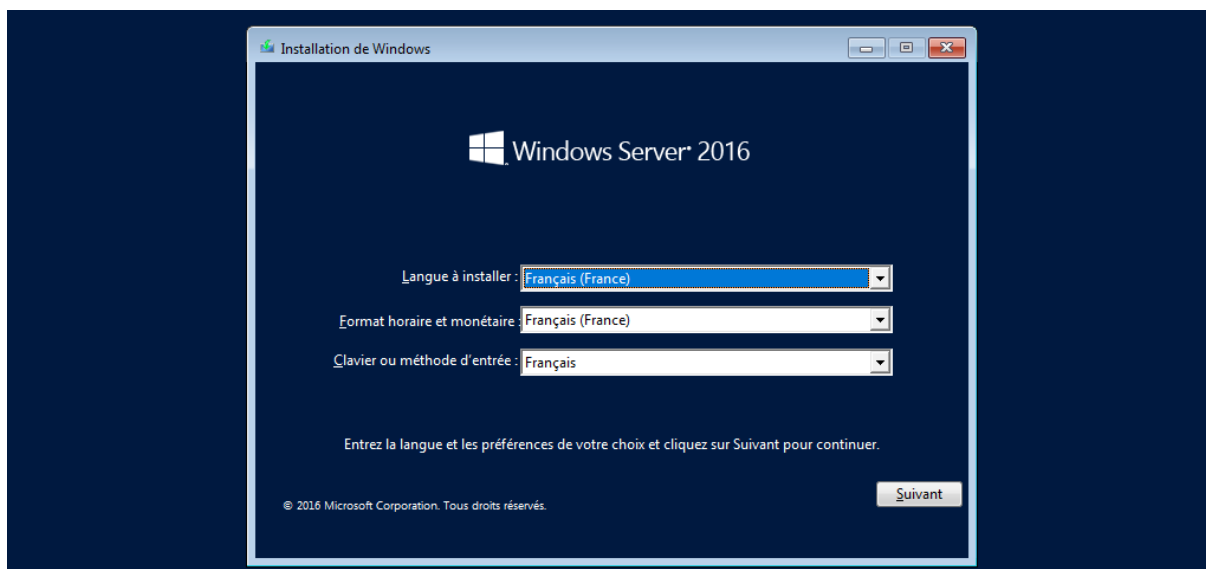 Installation de Windows
Windows Server 2016
Langue à installer : Français (France)
Format horaire et monétaire : Français (France)
Clavier ou méthode d'entrée : Français
Entrez la langue et les préférences de votre choix et cliquez sur Suivant pour continuer.
Suivant
© 2016 Microsoft Corporation. Tous droits réservés.